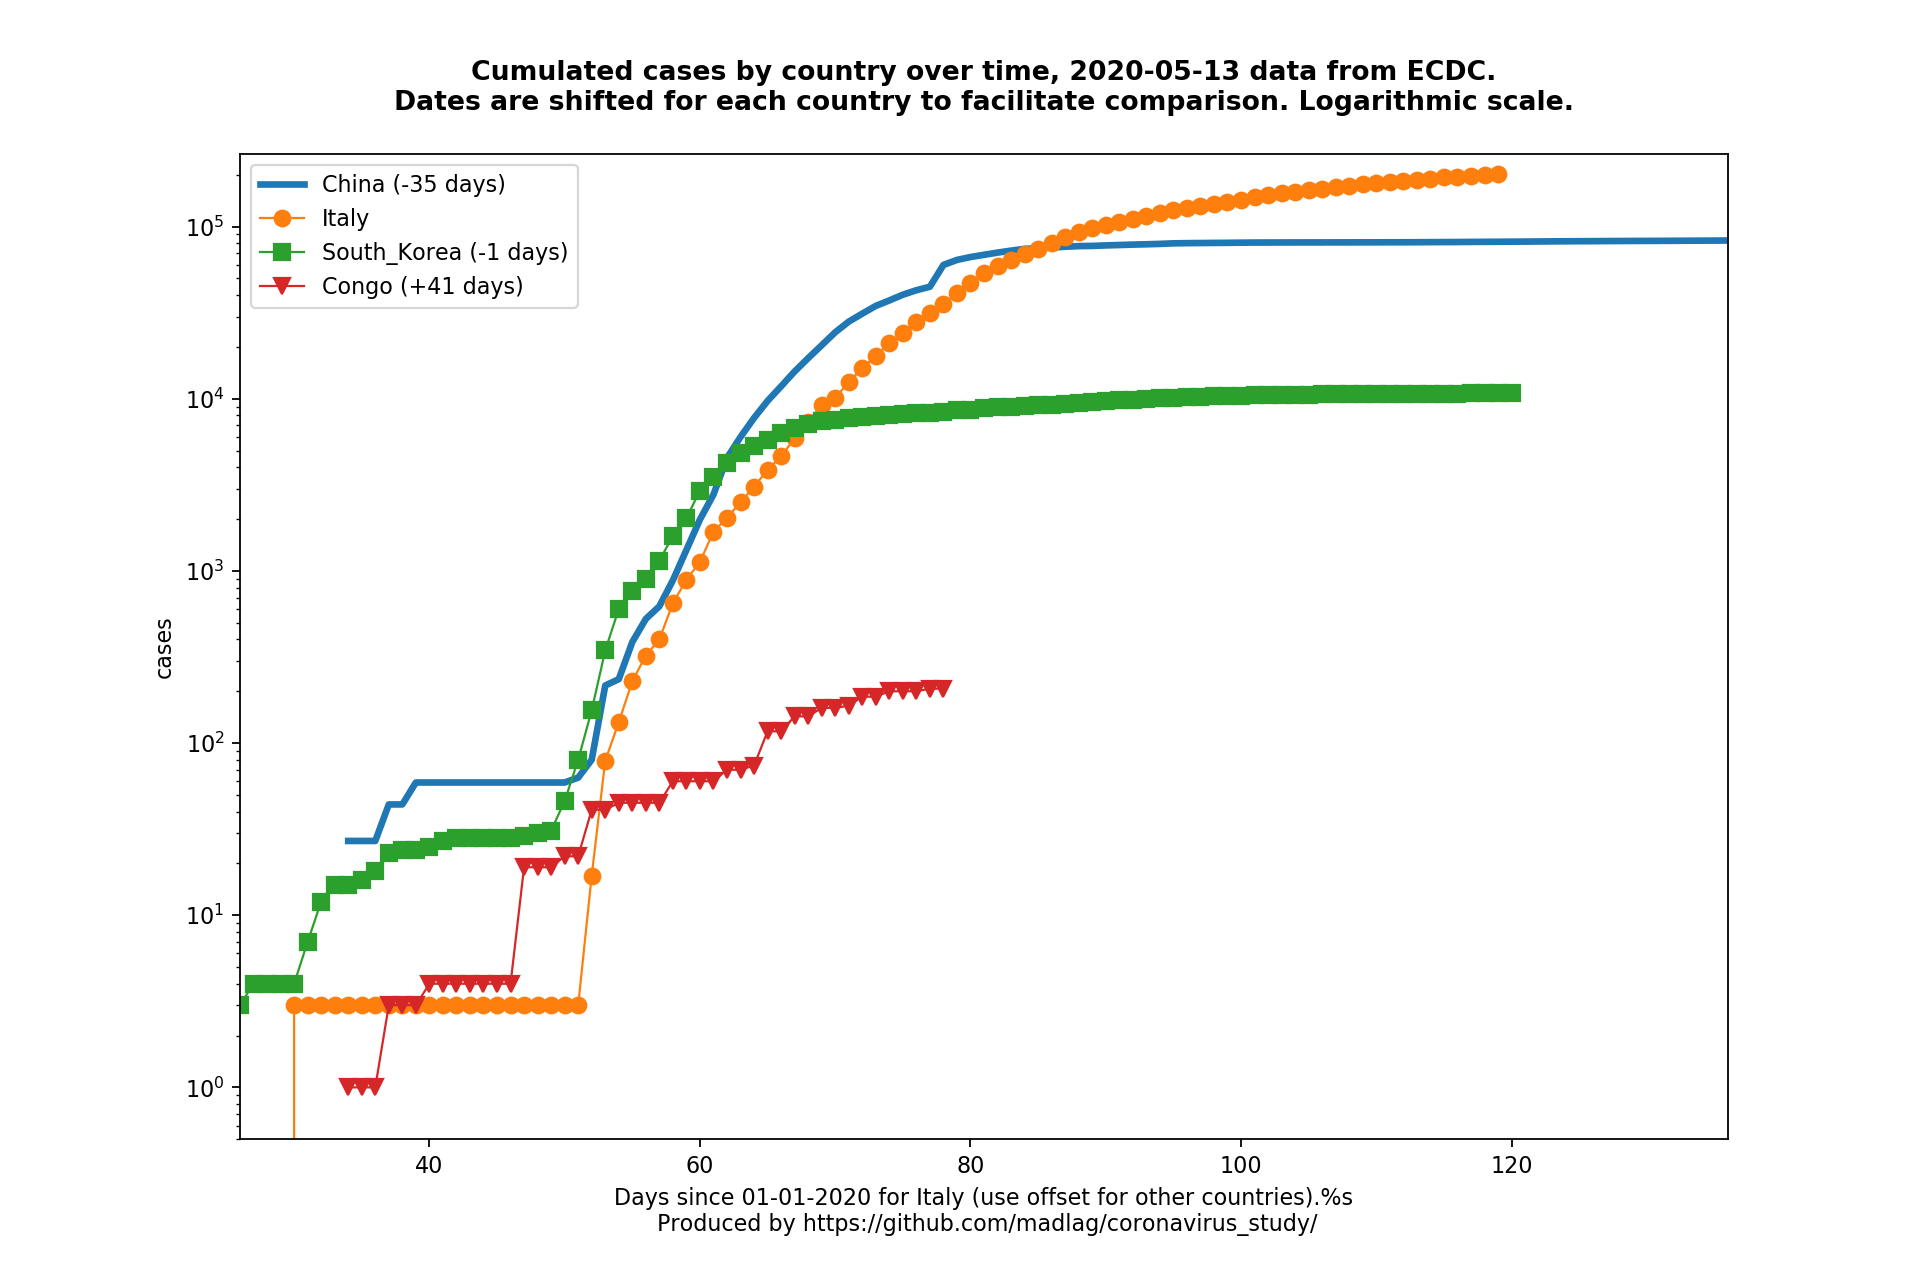 Cumulated cases by country over time, 2020-05-13 data from ECDC.
Dates are shifted for each country to facilitate comparison. Logarithmic scale.
China (-35 days)
Italy
South_Korea (-1 days)
Congo (+41 days)
10^5
10^4
10^3
10^2
10^1
10^0
cases
40 60 80 100 120
Days since 01-01-2020 for Italy (use offset for other countries).%s
Produced by https://github.com/madlag/coronavirus_study/